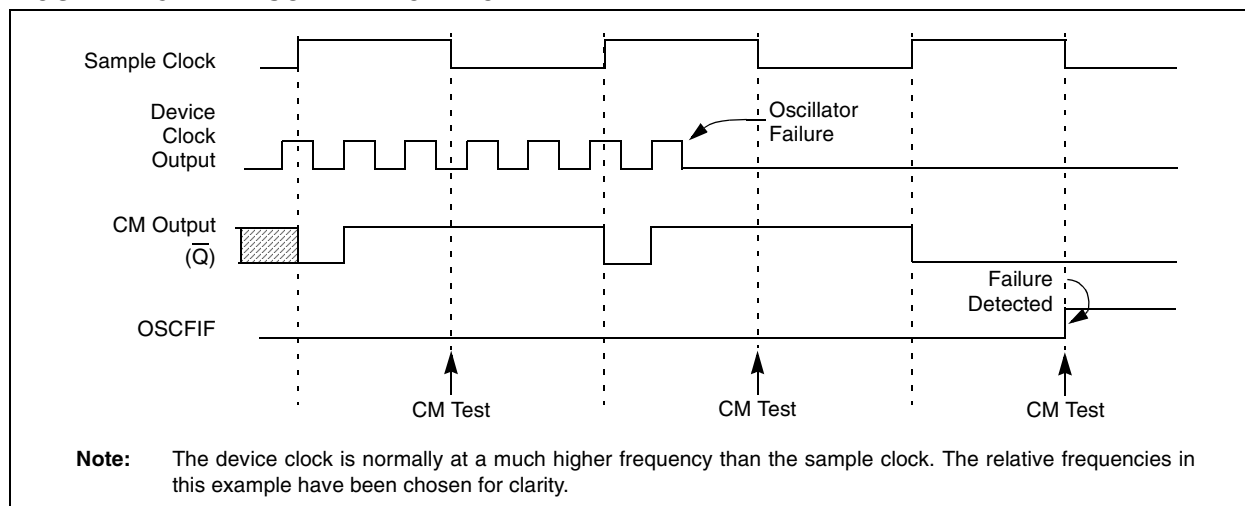 Sample Clock
Device
Clock
Output
Oscillator
Failure
CM Output
(Q)
Failure
Detected
OSCFIF
CM Test
CM Test
CM Test
Note: The device clock is normally at a much higher frequency than the sample clock. The relative frequencies in
this example have been chosen for clarity.